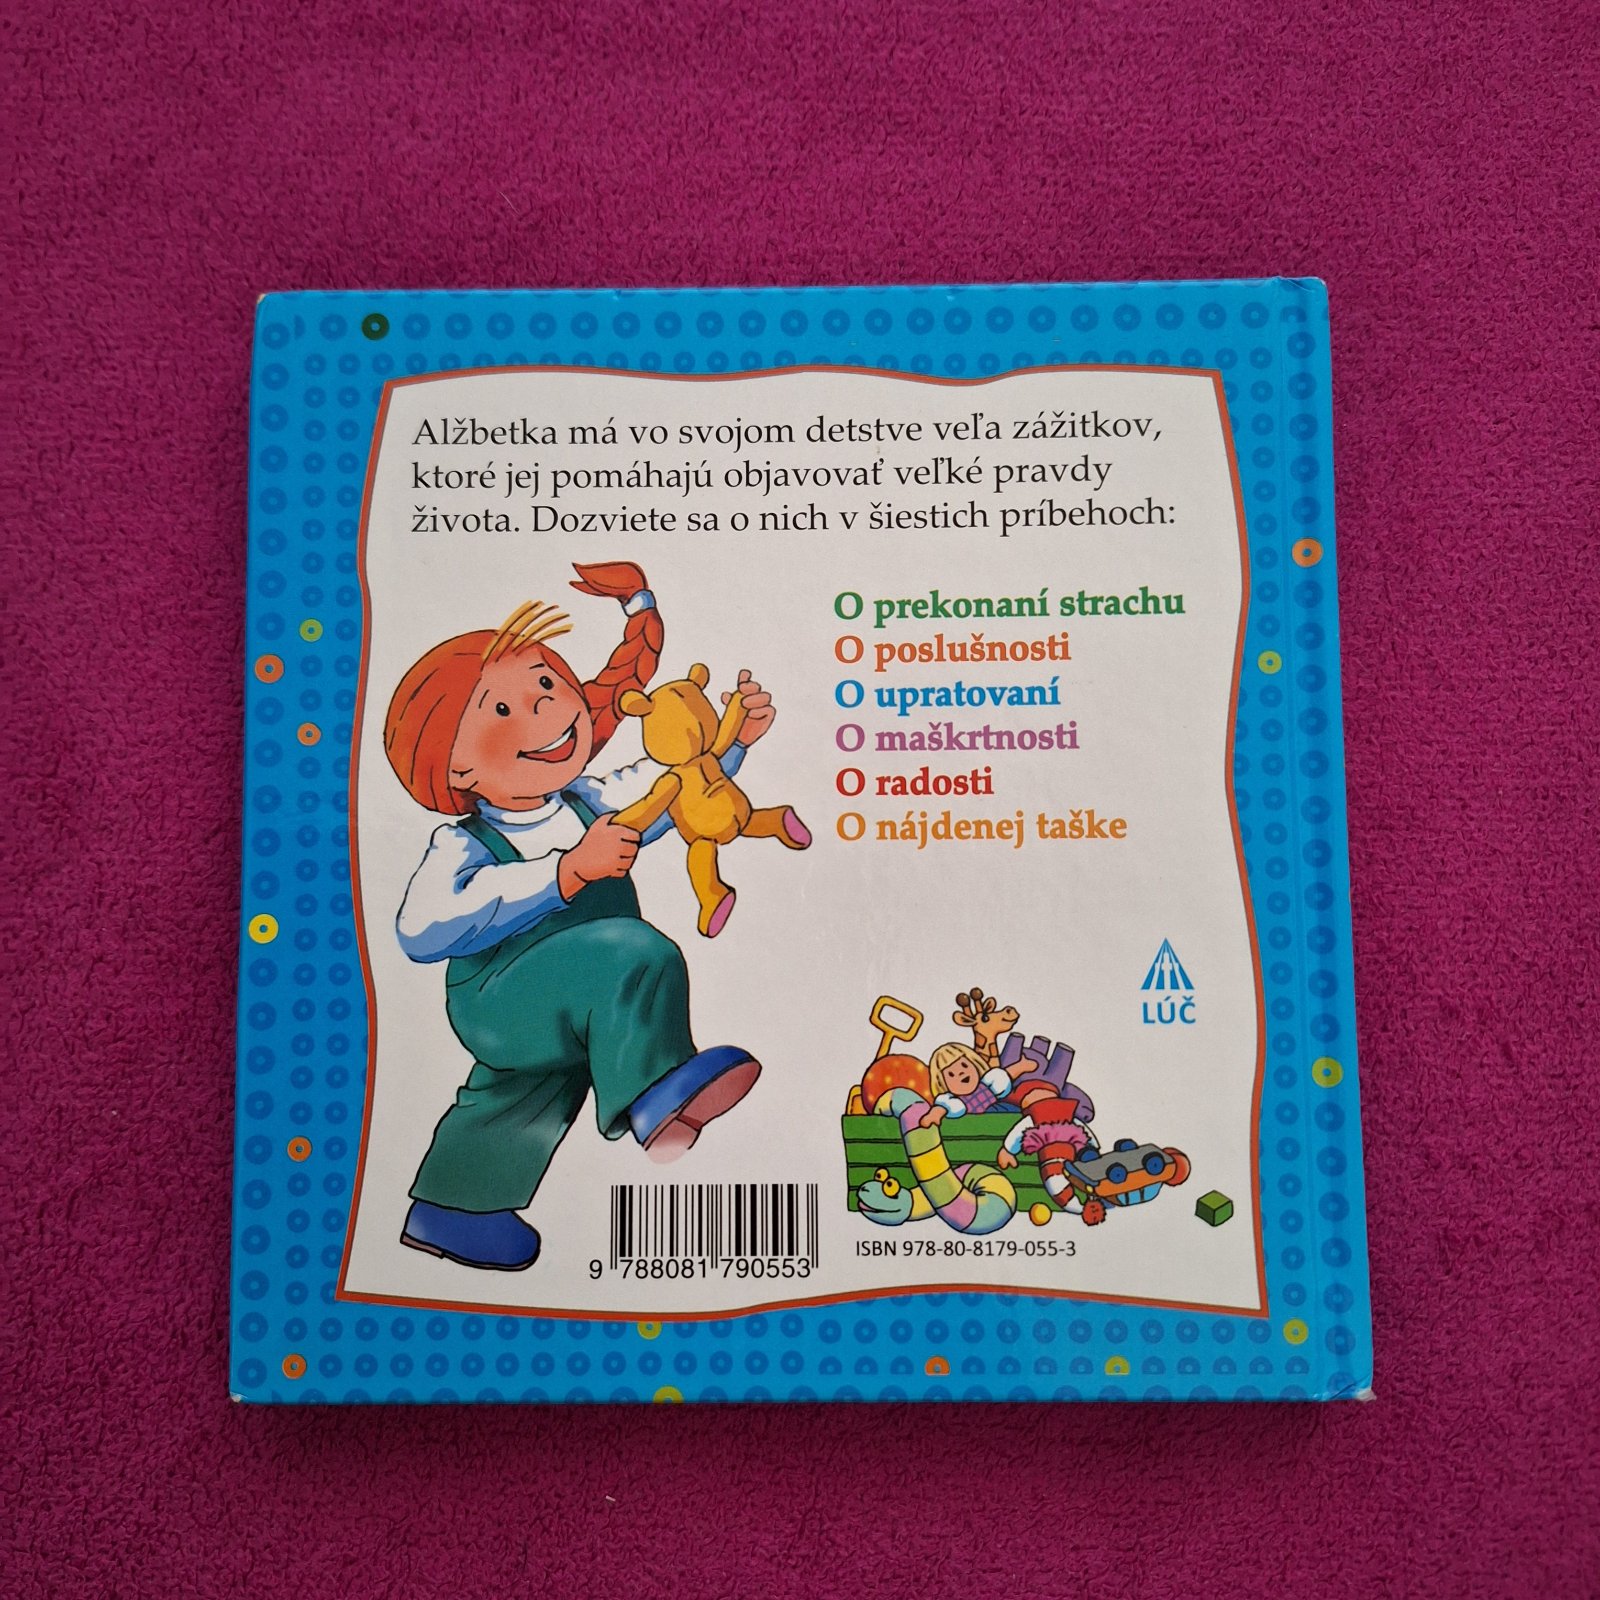 Alžbetka má vo svojom detstve veľa zážitkov,
ktoré jej pomáhajú objavovať veľké pravdy
života. Dozviete sa o nich v šiestich príbehoch:
O prekonaní strachu
O poslušnosti
O upratovaní
O maškrtnosti
O radosti
O nájdenej taške
LÚČ
ISBN 978-80-8179-055-3
9 788081 790553